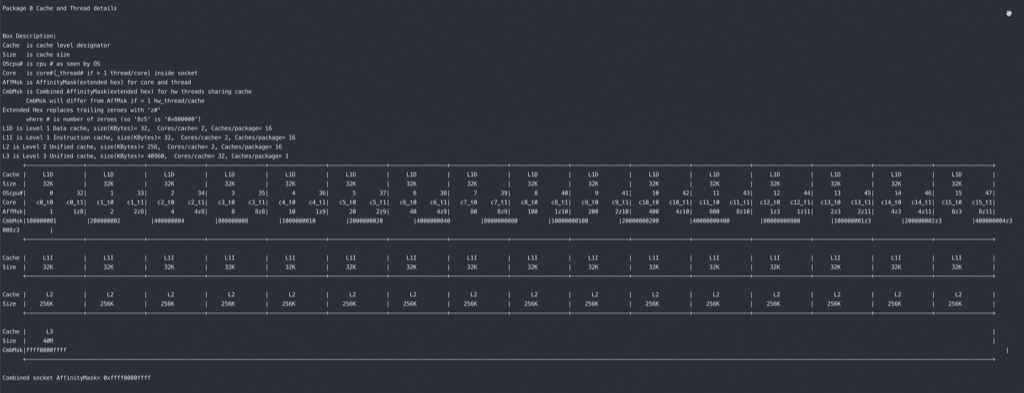 Package 0 Cache and Thread details
Box Description:
Cache is cache level designator
Size is cache size
OScpu# is cpu # as seen by OS
Core is core#[_thread# if > 1 thread/core] inside socket
AffMsk is AffinityMask(extended hex) for core and thread
CmbMsk is Combined AffinityMask(extended hex) for hw threads sharing cache
CmbMsk will differ from AffMsk if > 1 hw_thread/cache
Extended Hex replaces trailing zeroes with 'z#'
where # is number of zeroes (so '8z5' is '0x800000')
L1D is Level 1 Data cache, size(KBytes)= 32, Cores/cache= 2, Caches/package= 16
L1I is Level 1 Instruction cache, size(KBytes)= 32, Cores/cache= 2, Caches/package= 16
L2 is Level 2 Unified cache, size(KBytes)= 256, Cores/cache= 2, Caches/package= 16
L3 is Level 3 Unified cache, size(KBytes)= 40960, Cores/cache= 32, Caches/package= 1
Cache | L1D | L1D | L1D | L1D | L1D | L1D | L1D | L1D | L1D | L1D | L1D | L1D | L1D | L1D | L1D | L1D |
Size | 32K | 32K | 32K | 32K | 32K | 32K | 32K | 32K | 32K | 32K | 32K | 32K | 32K | 32K | 32K | 32K |
OScpu#| 0 32| 1 33| 2 34| 3 35| 4 36| 5 37| 6 38| 7 39| 8 40| 9 41| 10 42| 11 43| 12 44| 13 45| 14 46| 15 47|
Core | c0_t0 c0_t1| c1_t0 c1_t1| c2_t0 c2_t1| c3_t0 c3_t1| c4_t0 c4_t1| c5_t0 c5_t1| c6_t0 c6_t1| c7_t0 c7_t1| c8_t0 c8_t1| c9_t0 c9_t1| c10_t0 c10_t1| c11_t0 c11_t1| c12_t0 c12_t1| c13_t0 c13_t1| c14_t0 c14_t1| c15_t0 c15_t1|
AffMsk| 1 1z8| 2 2z8| 4 4z8| 8 8z8| 10 1z9| 20 2z9| 40 4z9| 80 8z9| 100 1z10| 200 2z10| 400 4z10| 800 8z10| 1z3 1z11| 2z3 2z11| 4z3 4z11| 8z3 8z11|
CmbMsk|100000001 |200000002 |400000004 |800000008 |1000000010 |2000000020 |4000000040 |8000000080 |10000000100 |20000000200 |40000000400 |80000000800 |100000001z3 |200000002z3 |400000004z3
008z3 |
Cache | L1I | L1I | L1I | L1I | L1I | L1I | L1I | L1I | L1I | L1I | L1I | L1I | L1I | L1I | L1I | L1I |
Size | 32K | 32K | 32K | 32K | 32K | 32K | 32K | 32K | 32K | 32K | 32K | 32K | 32K | 32K | 32K | 32K |
Cache | L2 | L2 | L2 | L2 | L2 | L2 | L2 | L2 | L2 | L2 | L2 | L2 | L2 | L2 | L2 | L2 |
Size | 256K | 256K | 256K | 256K | 256K | 256K | 256K | 256K | 256K | 256K | 256K | 256K | 256K | 256K | 256K | 256K |
Cache | L3 |
Size | 40M |
CmbMsk|ffff0000ffff |
Combined socket AffinityMask= 0xffff0000ffff